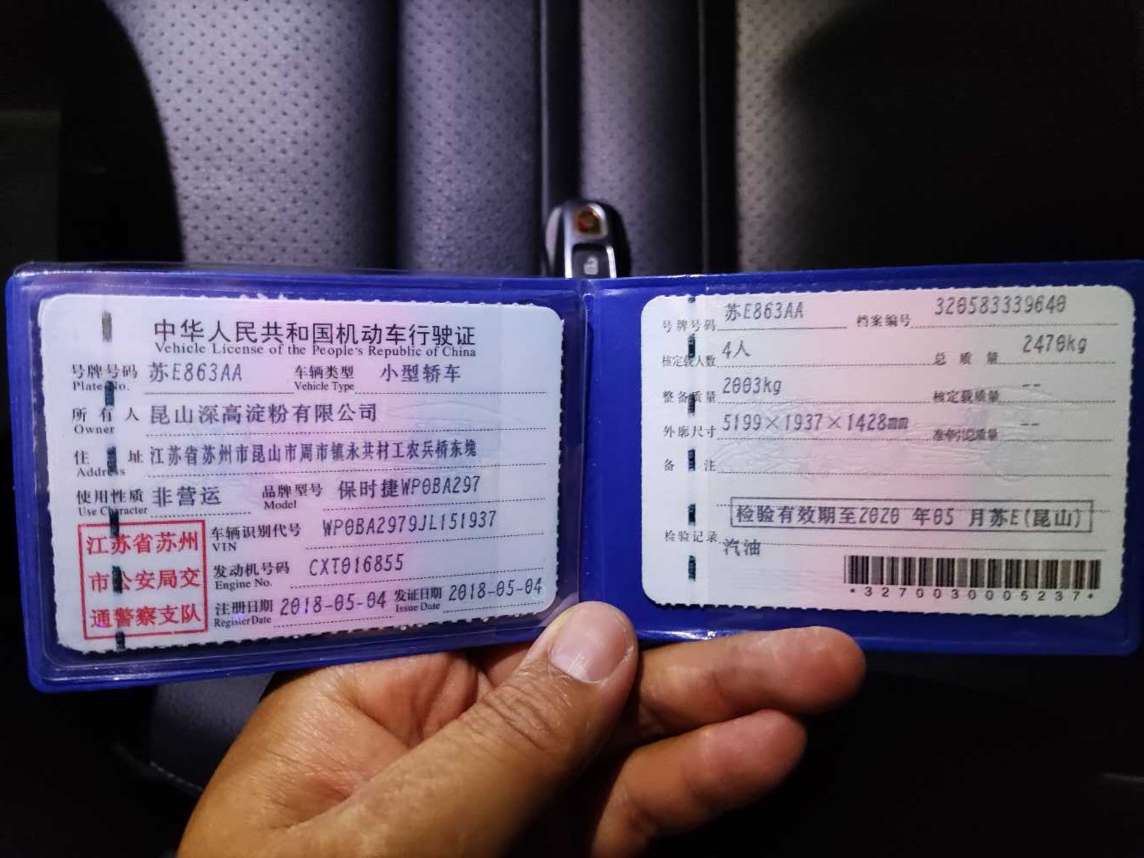 中华人民共和国机动车行驶证
Vehicle License of the People's Republic of China
号牌号码 苏E863AA 车辆类型 小型轿车
Plate No. Vehicle Type
所有人 昆山深高淀粉有限公司
Owner
住址 江苏省苏州市昆山市周市镇永共村工农兵桥东堍
Address
使用性质 非营运 品牌型号 保时捷WP0BA297
Use Character Model
江苏省苏州
市公安局交
通警察支队
车辆识别代号 WP0BA2979JL151937
VIN
发动机号码 CXT016855
Engine No.
注册日期 2018-05-04 发证日期 2018-05-04
Register Date Issue Date
号牌号码 苏E863AA 档案编号 320583339640
核定载人数 4人 总质量 2470kg
整备质量 2003kg 核定载质量 --
外廓尺寸 5199×1937×1428mm 准牵引总质量 --
备注
检验有效期至2020 年05 月苏E(昆山)
检验记录
汽油
*3270030005237*